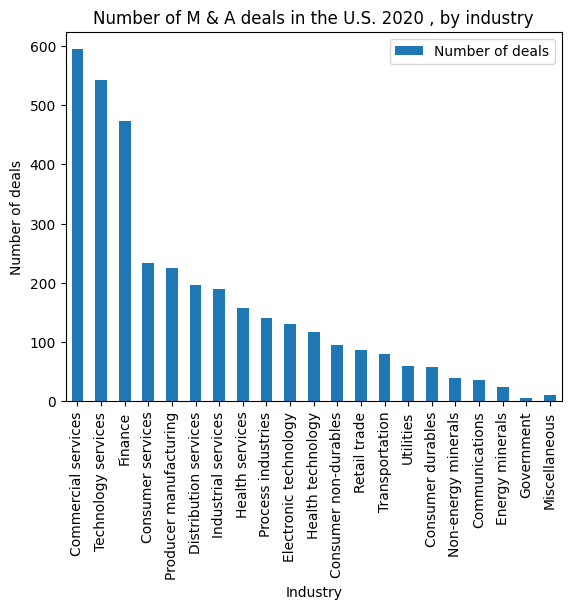 Number of M & A deals in the U.S. 2020 , by industry
Number of deals
Number of deals
600
500
400
300
200
100
0
Commercial services
Technology services
Finance
Consumer services
Producer manufacturing
Distribution services
Industrial services
Health services
Process industries
Electronic technology
Health technology
Consumer non-durables
Retail trade
Transportation
Utilities
Consumer durables
Non-energy minerals
Communications
Energy minerals
Government
Miscellaneous
Industry